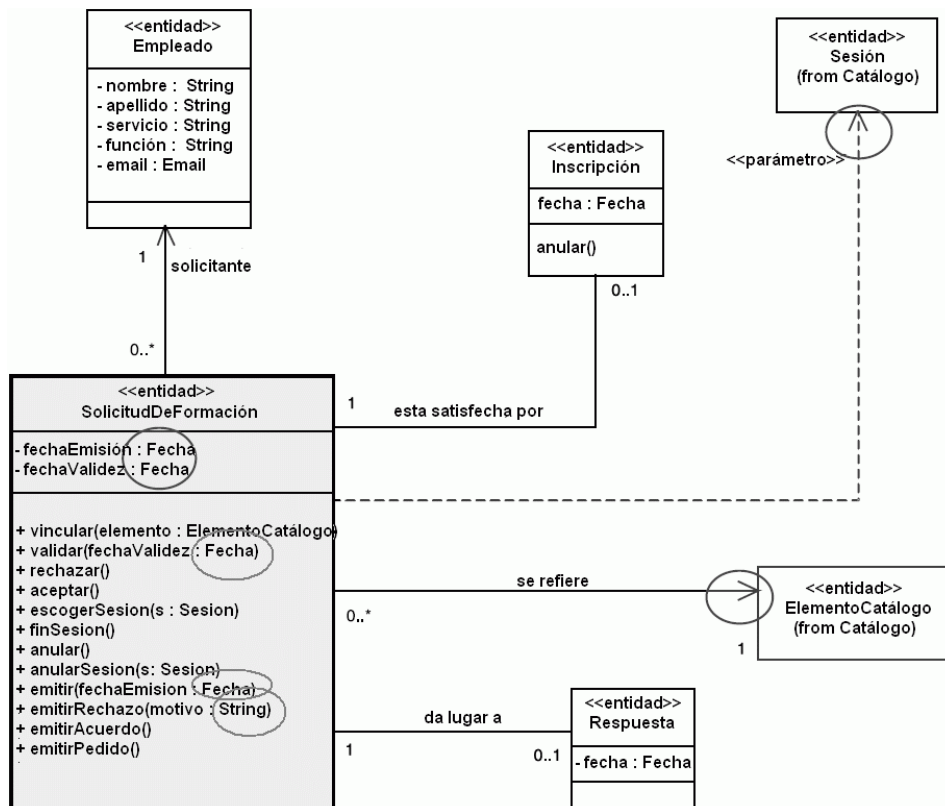 <<entidad>>
Empleado
- nombre : String
- apellido : String
- servicio : String
- función : String
- email : Email
<<entidad>>
Sesión
(from Catálogo)
<<parámetro>>
<<entidad>>
Inscripción
fecha : Fecha
anular()
0..1
1
solicitante
0..*
<<entidad>>
SolicitudDeFormación
- fechaEmisión : Fecha
- fechaValidez : Fecha
+ vincular(elemento : ElementoCatálogo)
+ validar(fechaValidez : Fecha)
+ rechazar()
+ aceptar()
+ escogerSesion(s : Sesion)
+ finSesion()
+ anular()
+ anularSesion(s: Sesion)
+ emitir(fechaEmision : Fecha)
+ emitirRechazo(motivo : String)
+ emitirAcuerdo()
+ emitirPedido()
1
esta satisfecha por
se refiere
0..*
1
<<entidad>>
ElementoCatálogo
(from Catálogo)
da lugar a
1
0..1
<<entidad>>
Respuesta
- fecha : Fecha